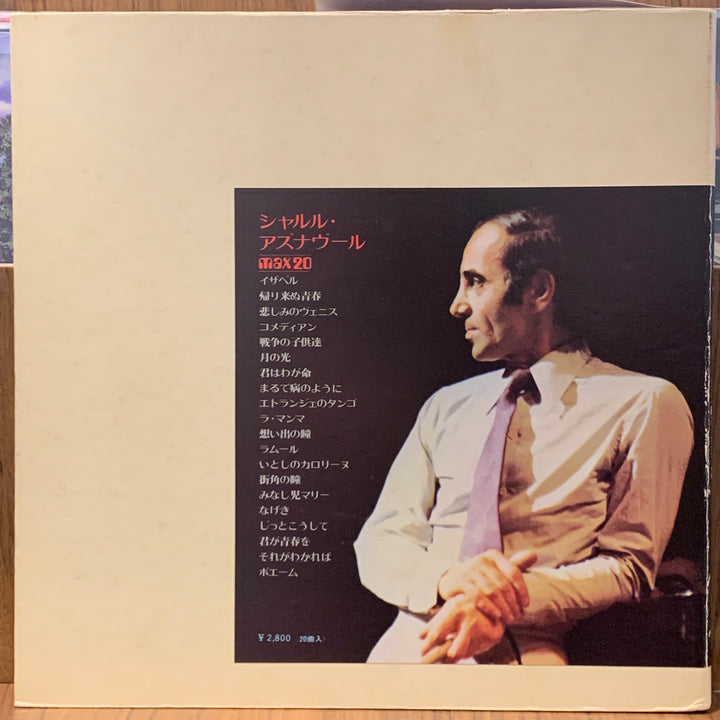 シャルル・
アズナヴール
max20
イザベル
帰り来ぬ青春
悲しみのヴェニス
コメディアン
戦争の子供達
月の光
君はわが命
まるで病のように
エトランジェのタンゴ
ラ・マンマ
想い出の瞳
ラムール
いとしのカロリーヌ
街角の瞳
みなし児マリー
なげき
じっとこうして
君が青春を
それがわかれば
ポエーム
¥2,800 (20曲入)